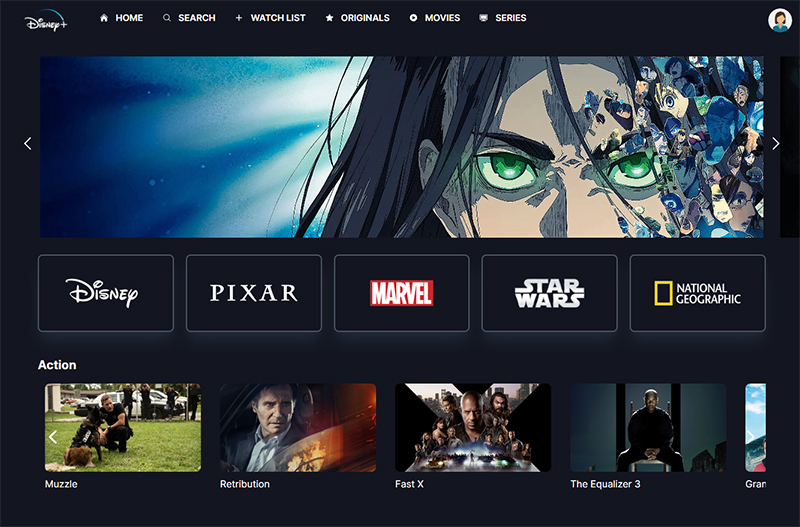 Disney+
HOME
SEARCH
WATCH LIST
ORIGINALS
MOVIES
SERIES
Disney
PIXAR
MARVEL
STAR
WARS
NATIONAL
GEOGRAPHIC
Action
Muzzle
Retribution
Fast X
The Equalizer 3
Gran